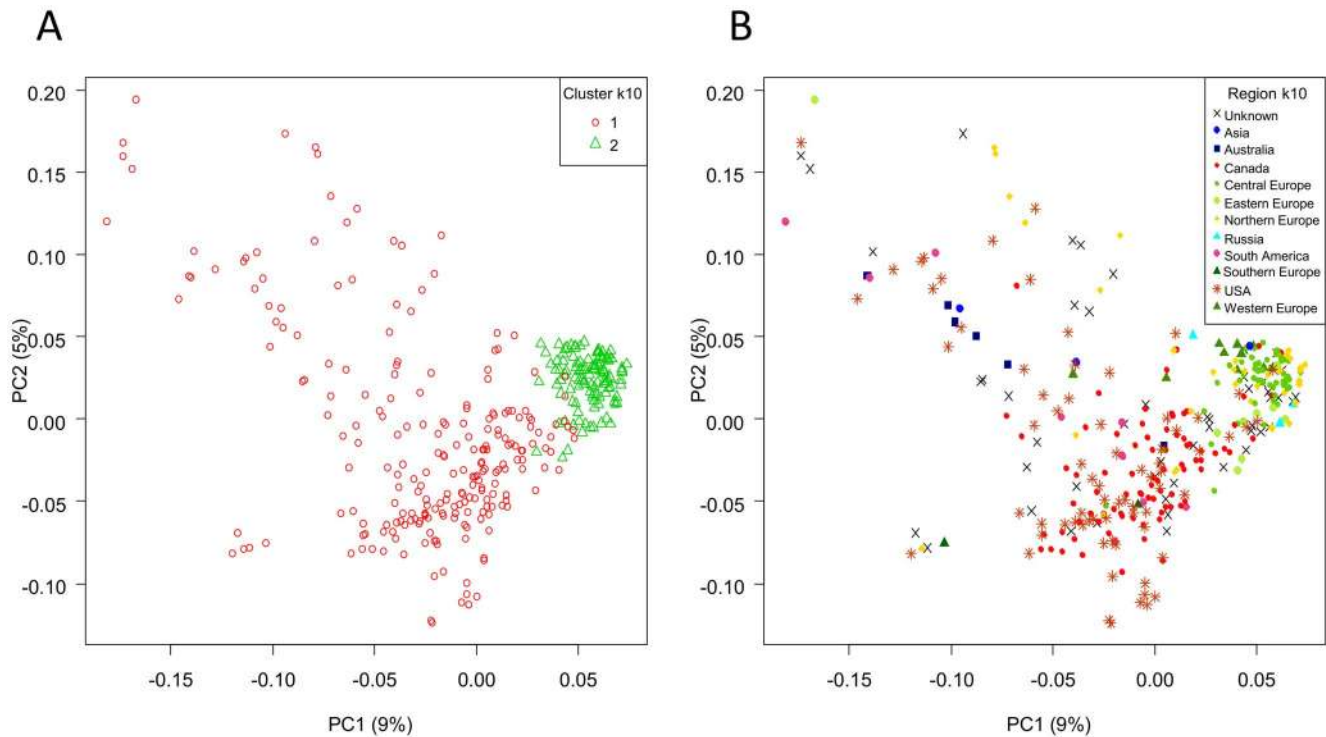 A
0.20
0.15
0.10
0.05
0.00
-0.05
-0.10
PC2 (5%)
-0.15
-0.10
-0.05
0.00
0.05
PC1 (9%)
Cluster k10
1
2
B
0.20
0.15
0.10
0.05
0.00
-0.05
-0.10
PC2 (5%)
-0.15
-0.10
-0.05
0.00
0.05
PC1 (9%)
Region k10
Unknown
Asia
Australia
Canada
Central Europe
Eastern Europe
Northern Europe
Russia
South America
Southern Europe
USA
Western Europe